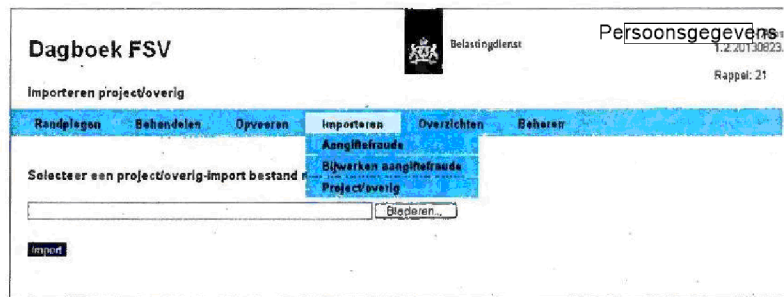 Dagboek FSV
Belastingdienst
Persoonsgegevens
1.2.20130823.
Rappel: 21
Importeren project/overig
Raadplegen Behandelen Opvoeren Importeren Overzichten Beheren
Aangiftefraude
Bijwerken aangiftefraude
Project/overig
Selecteer een project/overig-import bestand
Bladeren...
Import